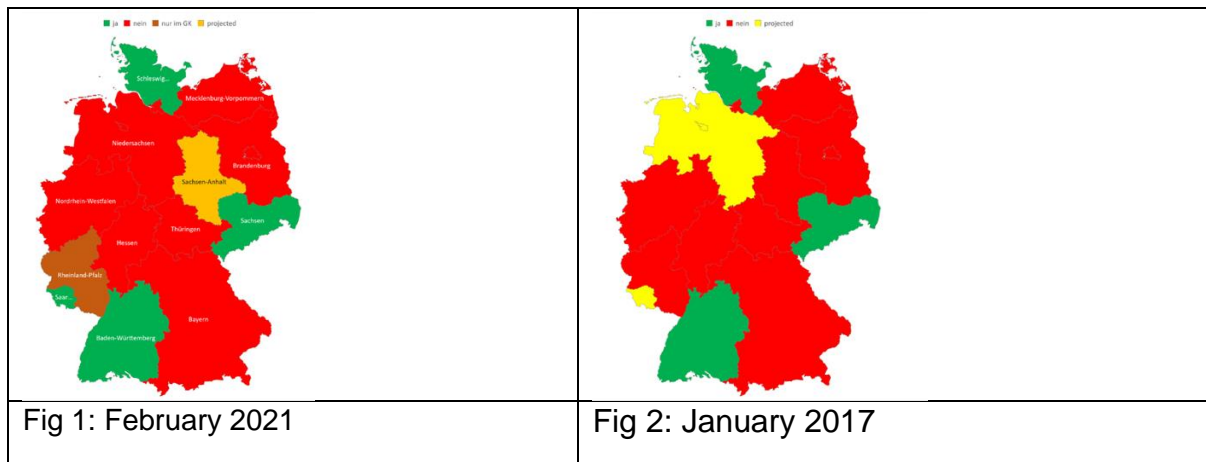 ja nein nur im GK projected
Schleswig...
Mecklenburg-Vorpommern
Niedersachsen
Brandenburg
Sachsen-Anhalt
Nordrhein-Westfalen
Sachsen
Thüringen
Hessen
Rheinland-Pfalz
Saar...
Bayern
Baden-Württemberg
Fig 1: February 2021
ja nein projected
Fig 2: January 2017